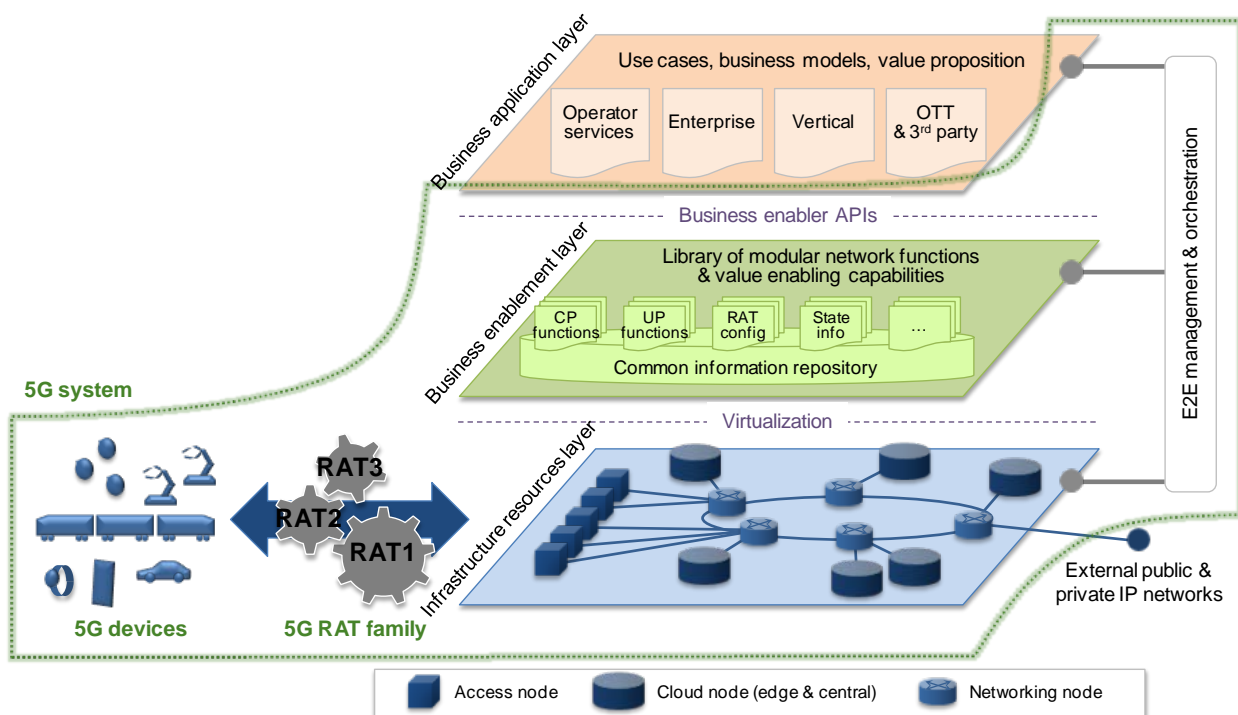 Business application layer
Use cases, business models, value proposition
Operator
services
Enterprise
Vertical
OTT
& 3rd party
Business enabler APIs
Business enablement layer
Library of modular network functions
& value enabling capabilities
CP
functions
UP
functions
RAT
config
State
info
...
Common information repository
E2E management & orchestration
Virtualization
5G system
Infrastructure resources layer
RAT3
RAT2
RAT1
5G devices
5G RAT family
External public &
private IP networks
Access node
Cloud node (edge & central)
Networking node